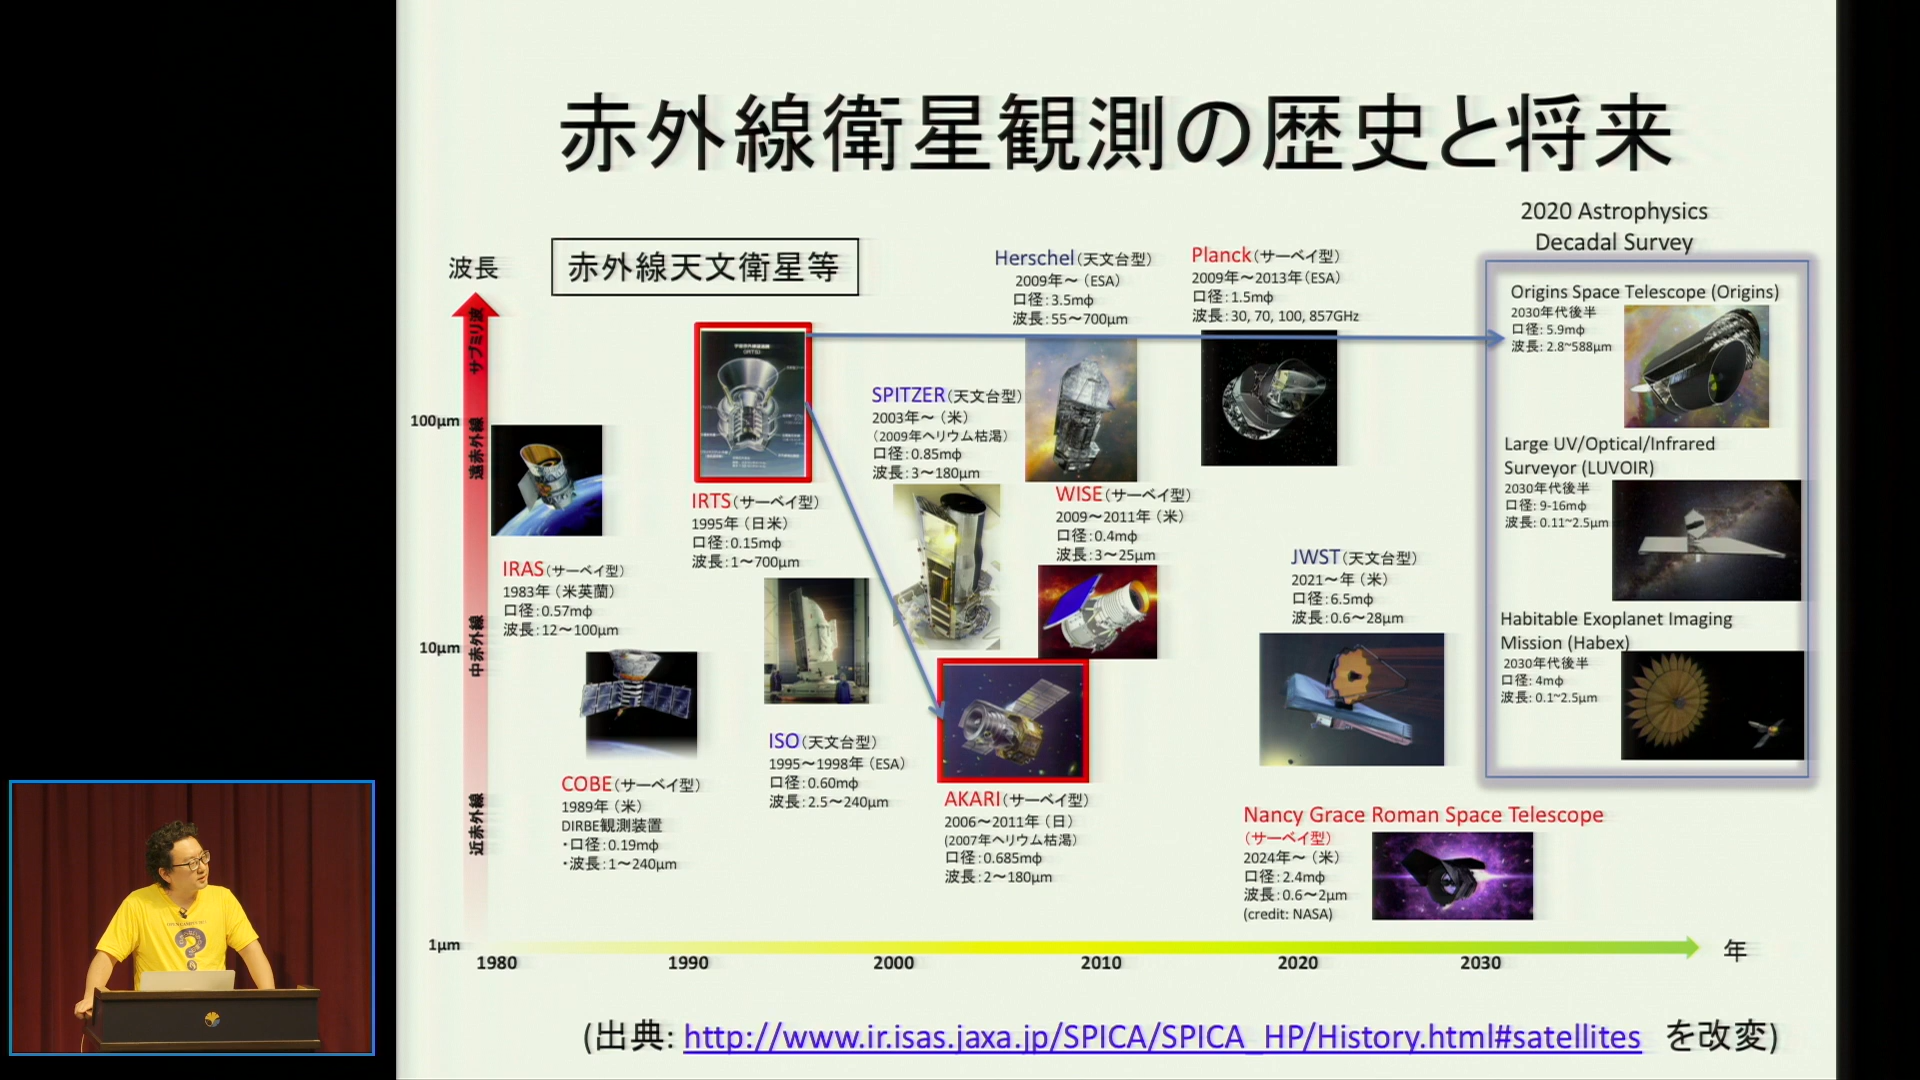 赤外線衛星観測の歴史と将来
2020 Astrophysics
Decadal Survey
波長
赤外線天文衛星等
Herschel(天文台型)
2009年～(ESA)
口径:3.5mφ
波長:55～700μm
Planck(サーベイ型)
2009年～2013年(ESA)
口径:1.5mφ
波長:30, 70, 100, 857GHz
Origins Space Telescope (Origins)
2030年代後半
口径: 5.9mφ
波長: 2.8~588μm
サブミリ波
100μm
遠赤外線
SPITZER(天文台型)
2003年～(米)
(2009年ヘリウム枯渇)
口径:0.85mφ
波長:3～180μm
Large UV/Optical/Infrared
Surveyor (LUVOIR)
2030年代後半
口径: 9-16mφ
波長: 0.11~2.5μm
IRTS(サーベイ型)
1995年(日米)
口径:0.15mφ
波長:1～700μm
WISE(サーベイ型)
2009～2011年(米)
口径:0.4mφ
波長:3～25μm
IRAS(サーベイ型)
1983年(米英蘭)
口径:0.57mφ
波長:12～100μm
JWST(天文台型)
2021～年(米)
口径:6.5mφ
波長:0.6～28μm
Habitable Exoplanet Imaging
Mission (Habex)
2030年代後半
口径: 4mφ
波長: 0.1~2.5μm
10μm
中赤外線
COBE(サーベイ型)
1989年(米)
DIRBE観測装置
・口径:0.19mφ
・波長:1～240μm
ISO(天文台型)
1995～1998年(ESA)
口径:0.60mφ
波長:2.5～240μm
AKARI(サーベイ型)
2006～2011年(日)
(2007年ヘリウム枯渇)
口径:0.685mφ
波長:2～180μm
Nancy Grace Roman Space Telescope
(サーベイ型)
2024年～(米)
口径:2.4mφ
波長:0.6～2μm
(credit: NASA)
近赤外線
1μm
1980
1990
2000
2010
2020
2030
年
(出典: http://www.ir.isas.jaxa.jp/SPICA/SPICA_HP/History.html#satellites を改変)